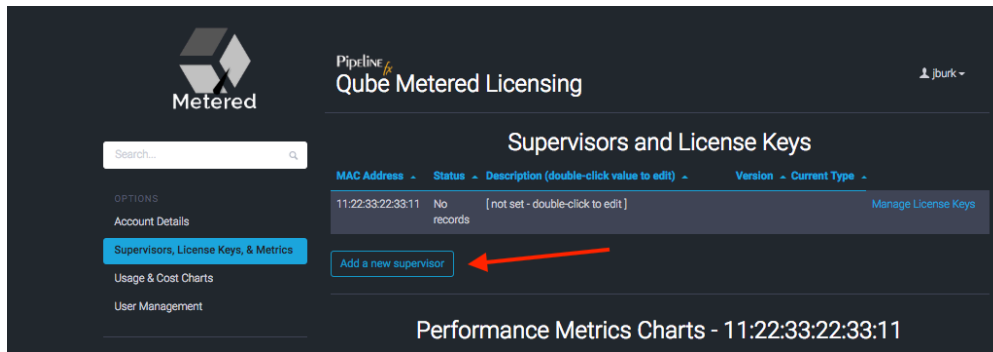 Metered
Search...
OPTIONS
Account Details
Supervisors, License Keys, & Metrics
Usage & Cost Charts
User Management
Pipeline fx
Qube Metered Licensing
jburk
Supervisors and License Keys
MAC Address Status Description (double-click value to edit) Version Current Type
11:22:33:22:33:11 No records [ not set - double-click to edit ] Manage License Keys
Add a new supervisor
Performance Metrics Charts - 11:22:33:22:33:11